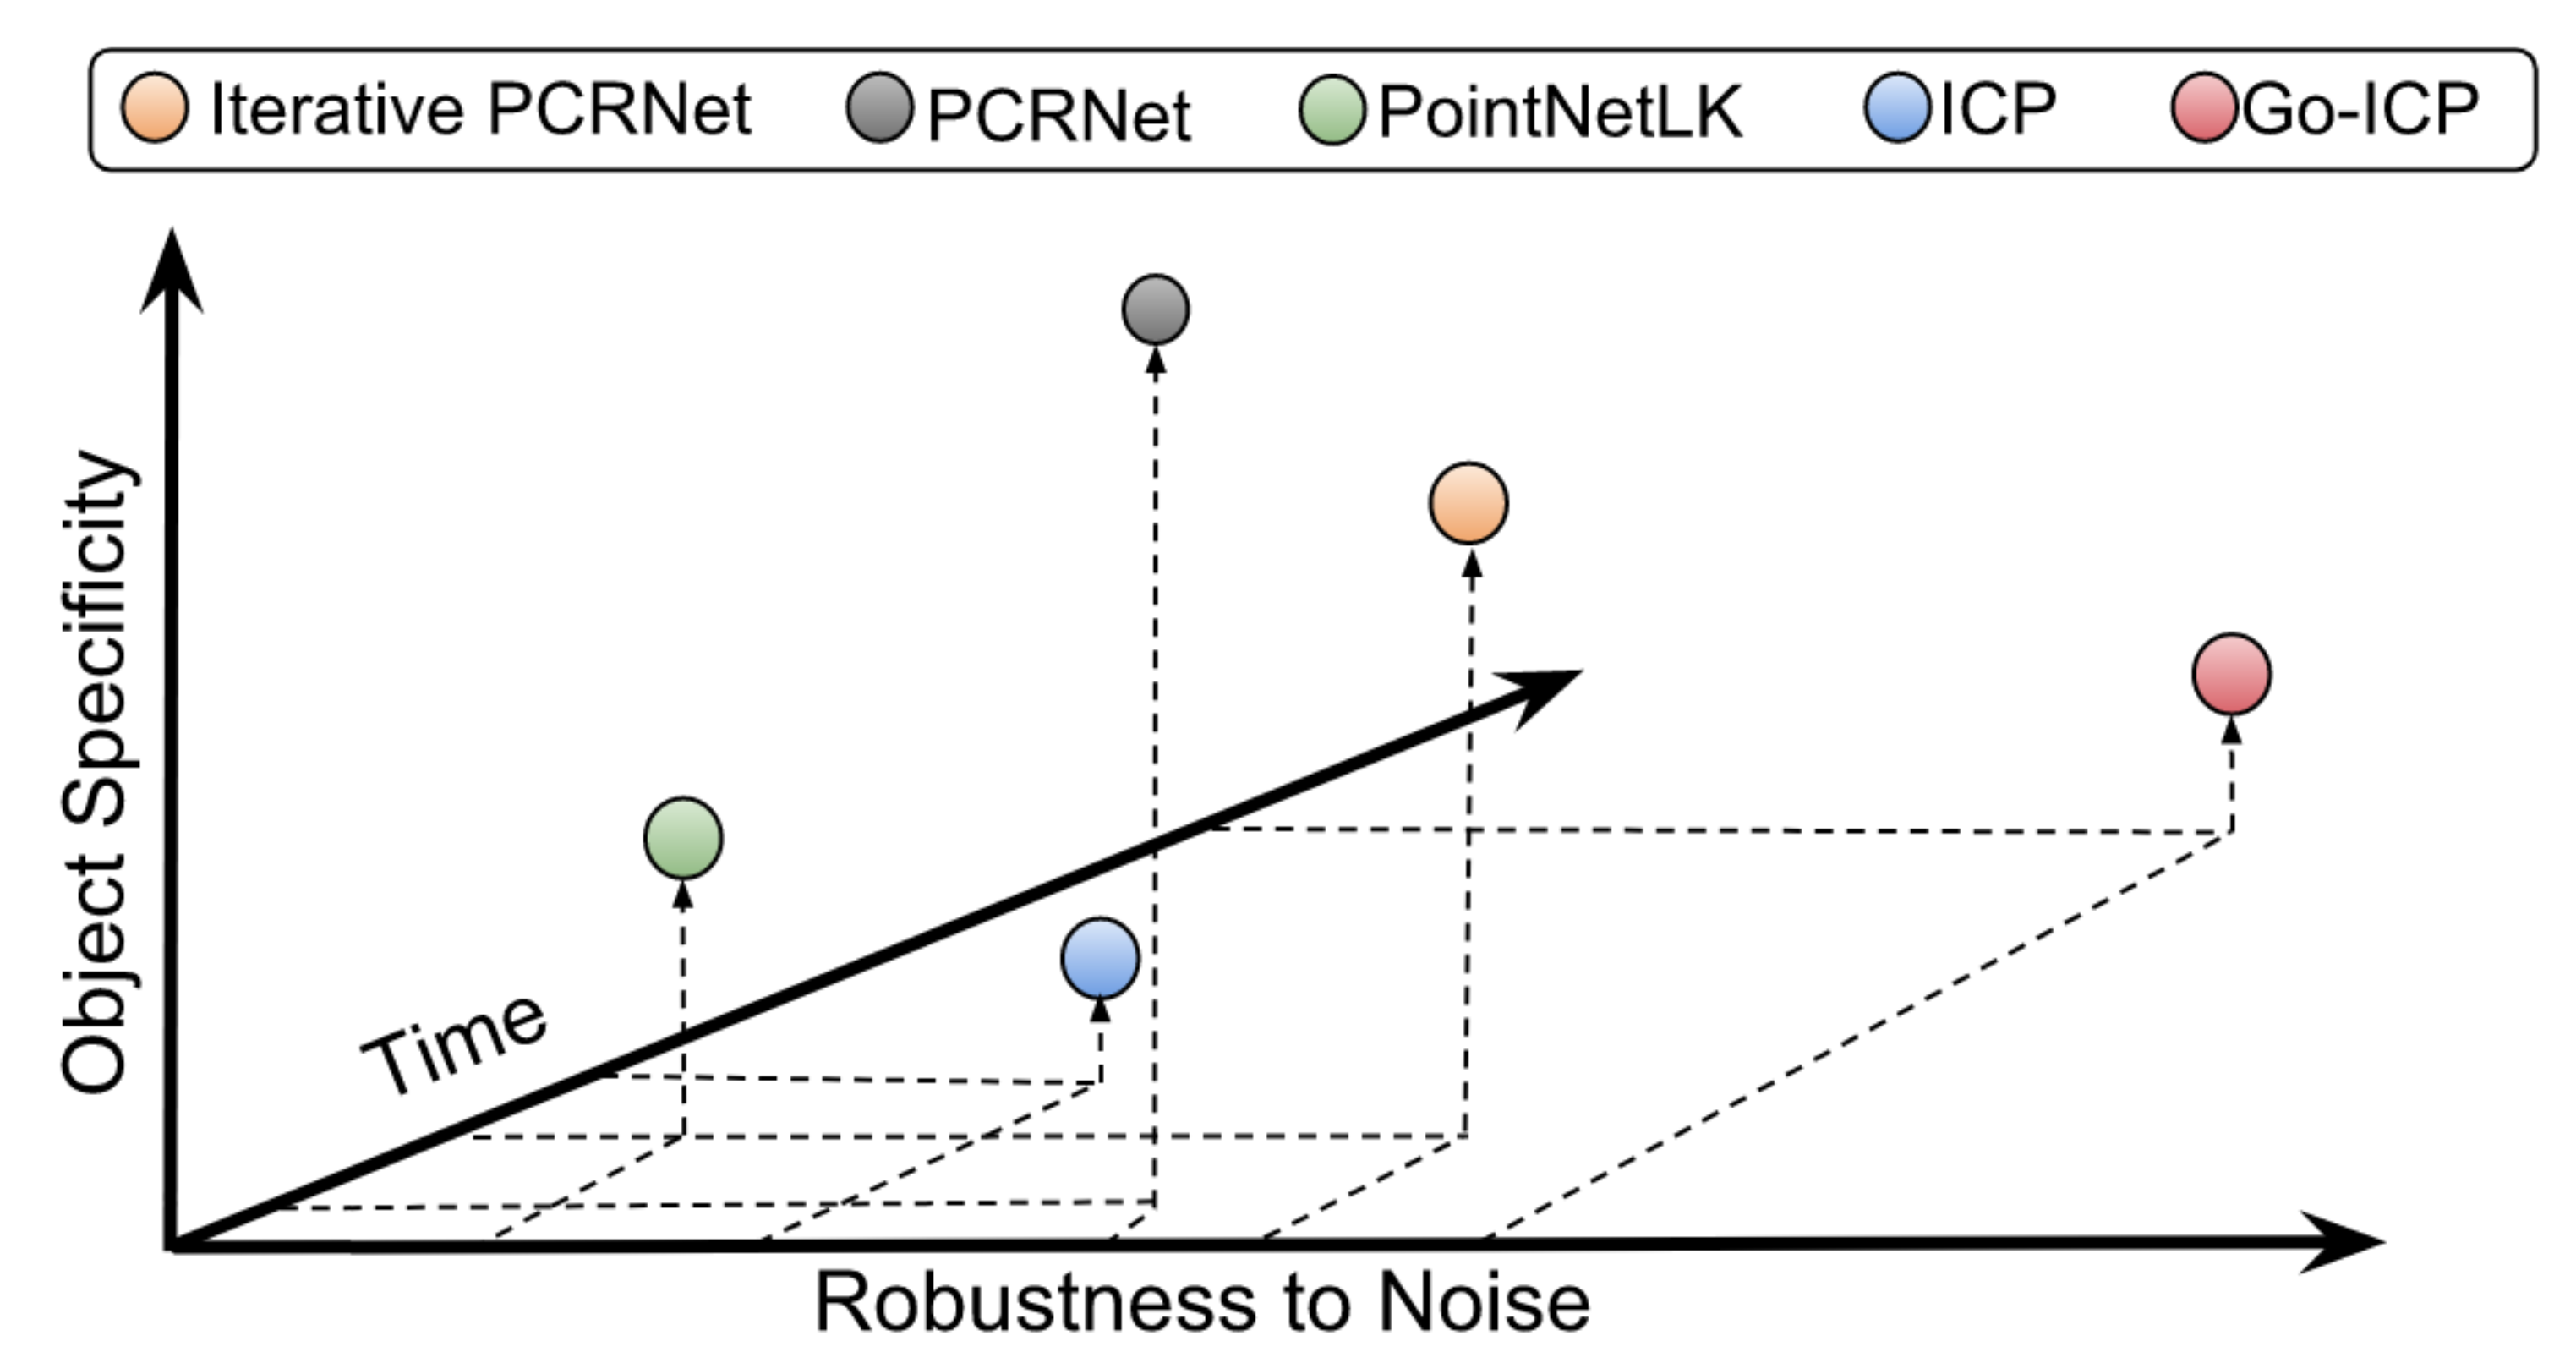 Iterative PCRNet PCRNet PointNetLK ICP Go-ICP
Object Specificity
Time
Robustness to Noise